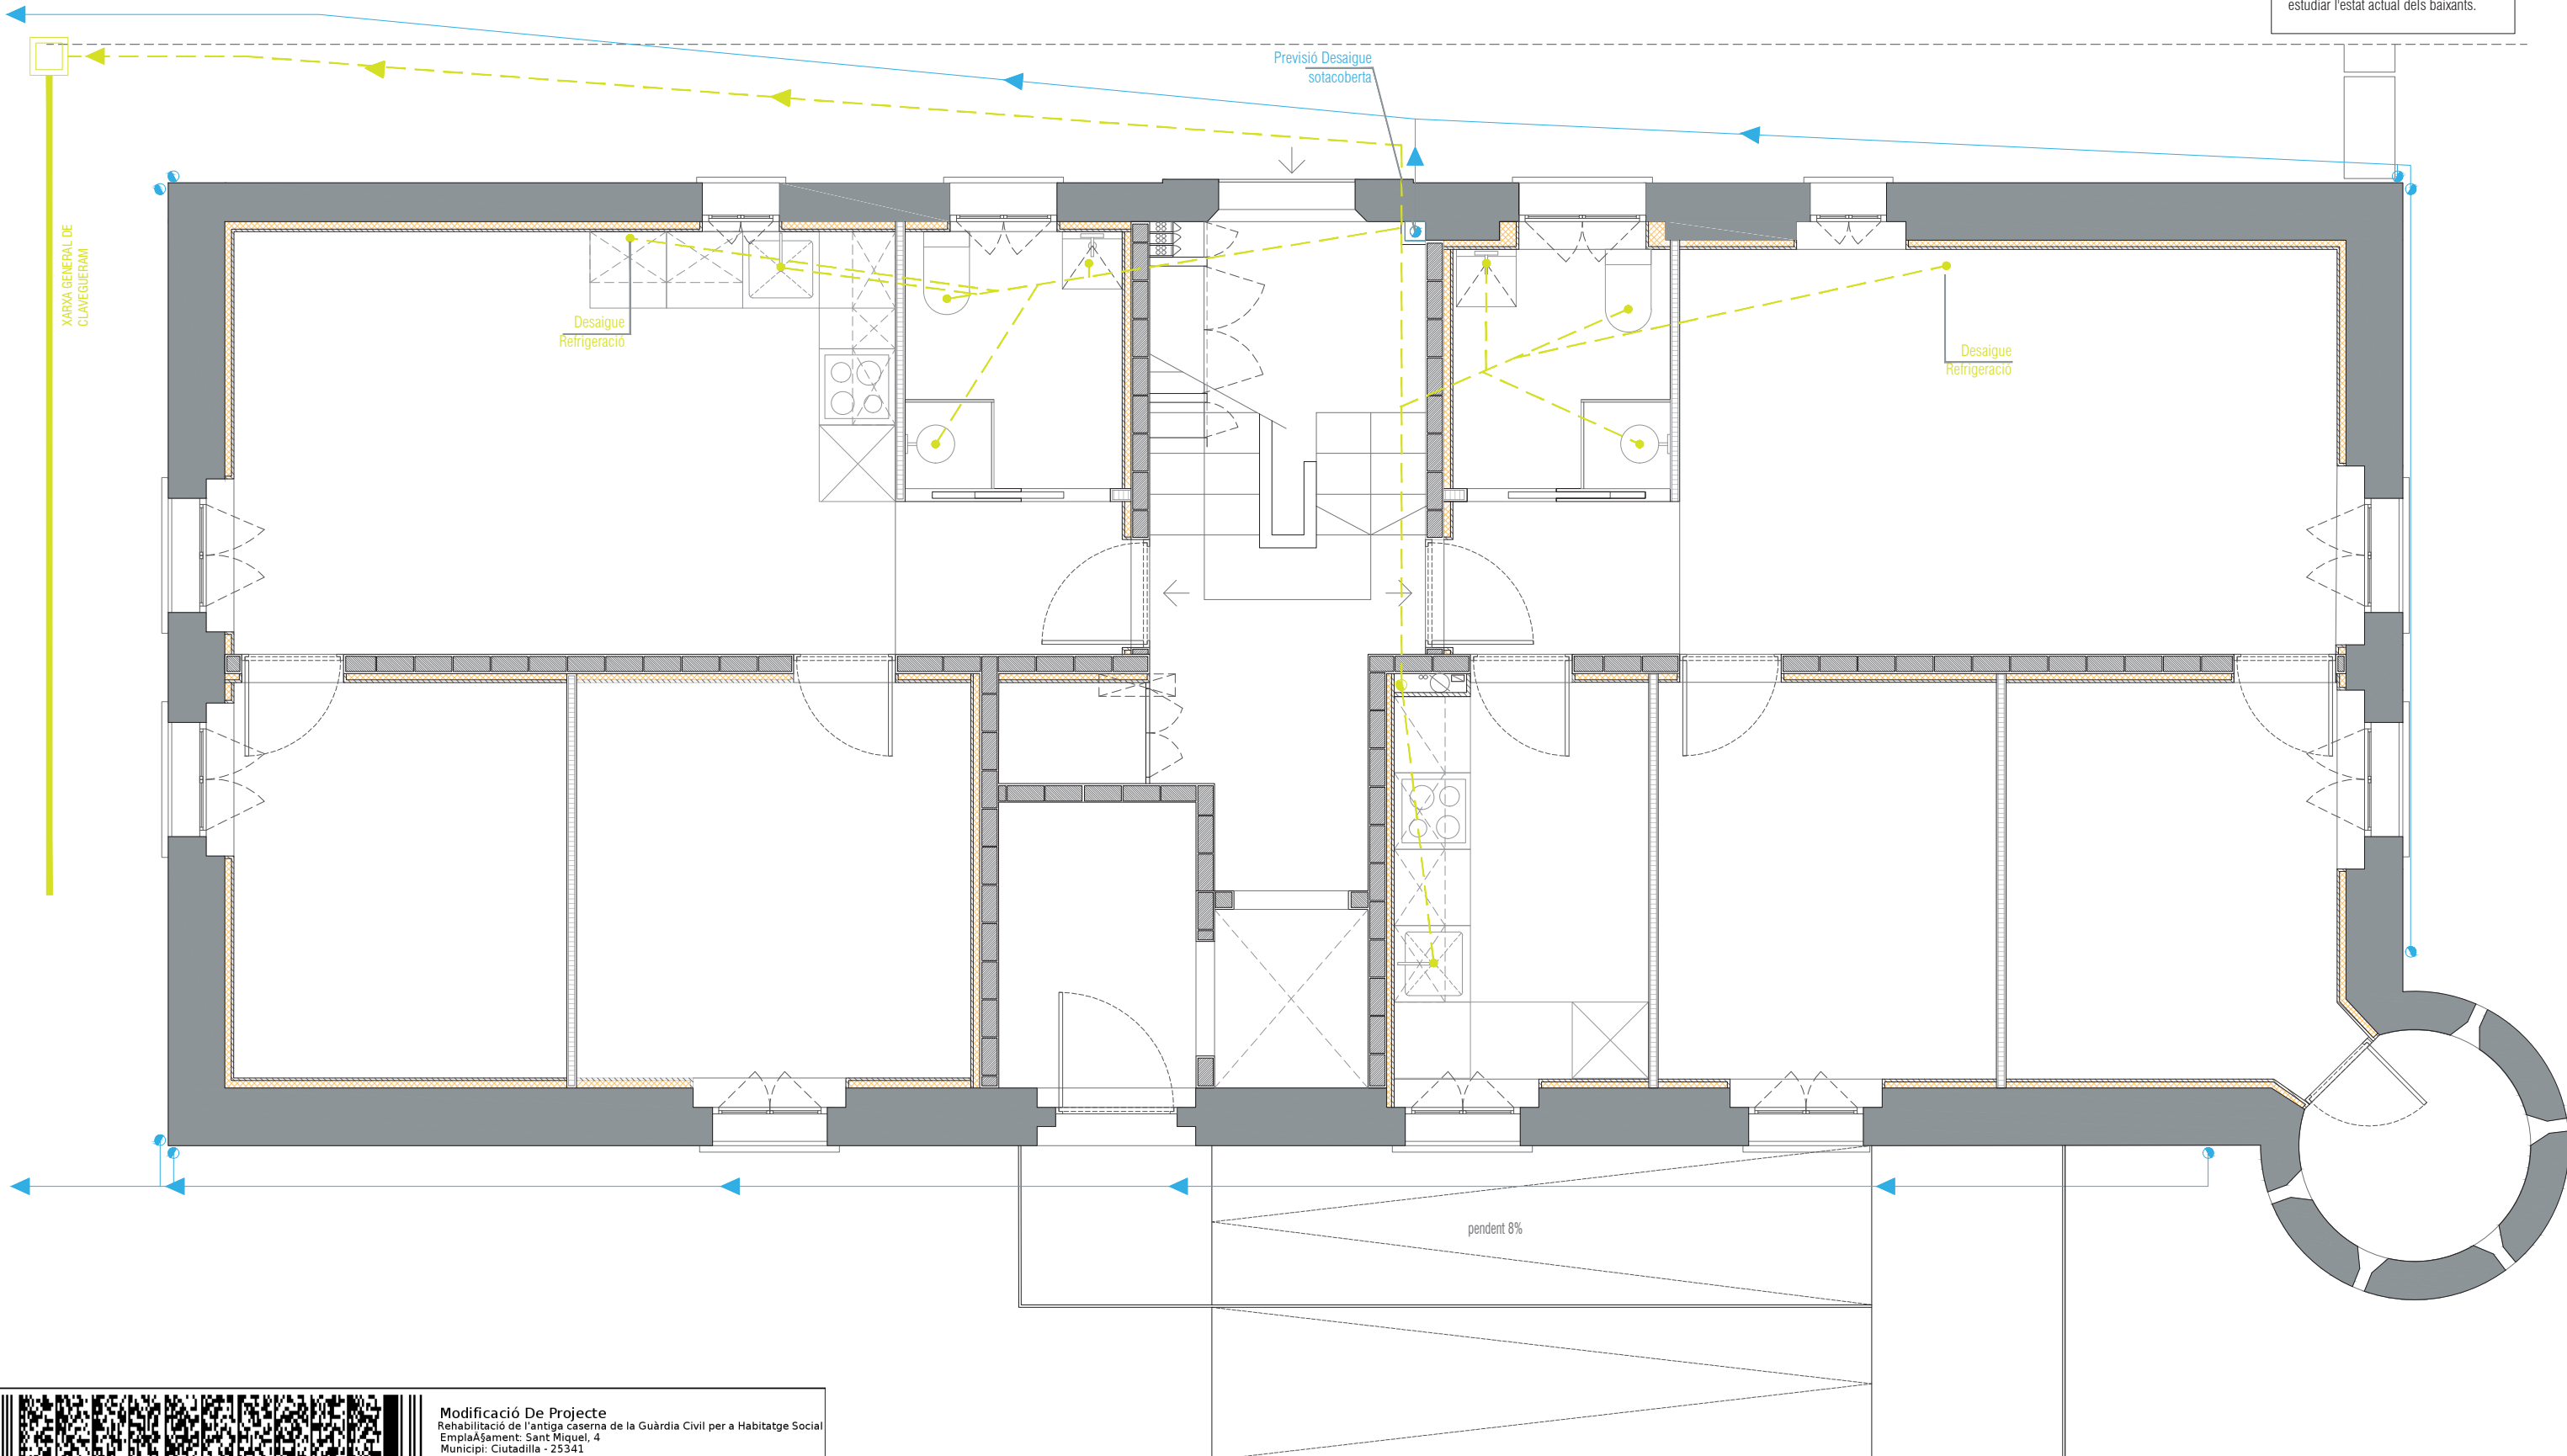 estudiar l'estat actual dels baixants.
Previsió Desaigue
sotacoberta
XARXA GENERAL DE
CLAVEGUERAM
Desaigue
Refrigeració
Desaigue
Refrigeració
pendent 8%
Modificació De Projecte
Rehabilitació de l'antiga caserna de la Guàrdia Civil per a Habitatge Social
EmplaÃ§ament: Sant Miquel, 4
Municipi: Ciutadilla - 25341